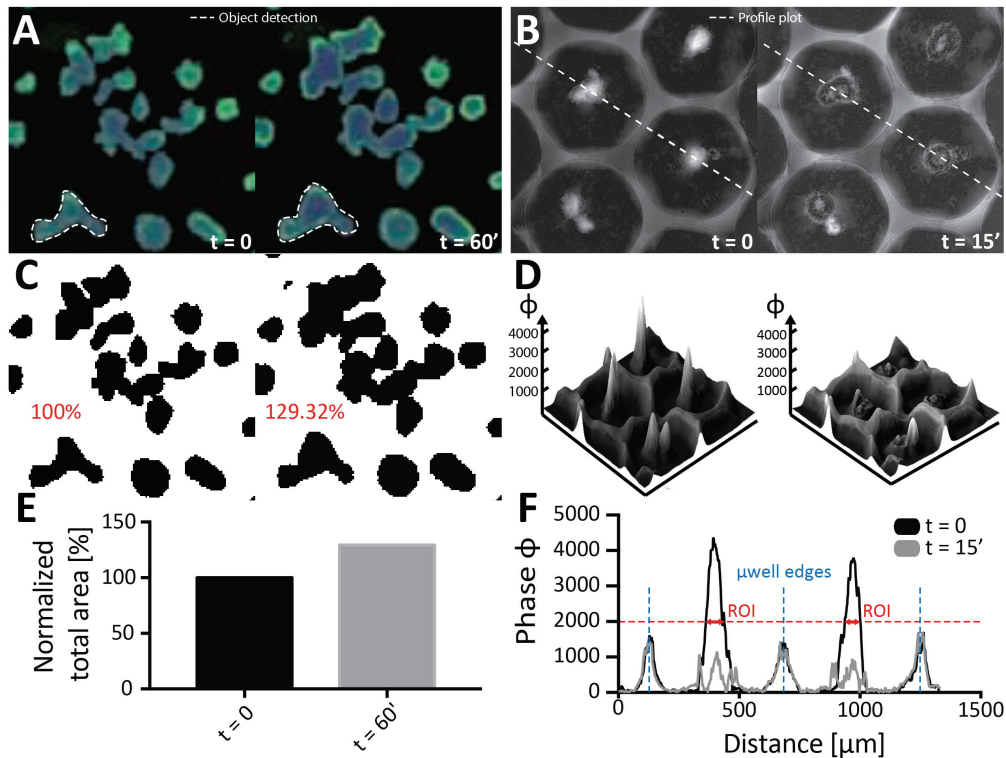 A
Object detection
t = 0
t = 60’
B
Profile plot
t = 0
t = 15’
C
100%
129.32%
D
Φ
4000
3000
2000
1000
Φ
4000
3000
2000
1000
E
Normalized
total area [%]
150
100
50
0
t = 0
t = 60'
F
Phase Φ
5000
4000
3000
2000
1000
0
t = 0
t = 15’
µwell edges
ROI
ROI
0
500
1000
1500
Distance [µm]